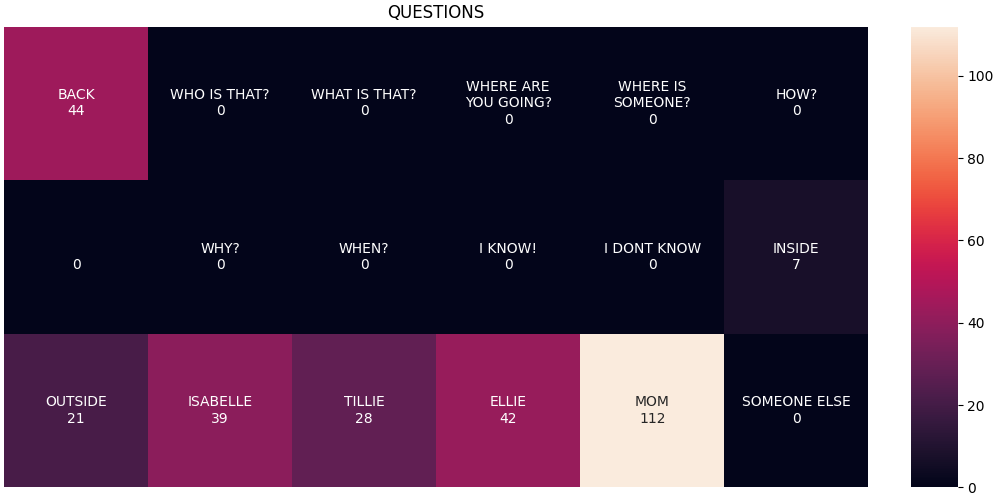 QUESTIONS
BACK
44
WHO IS THAT?
0
WHAT IS THAT?
0
WHERE ARE
YOU GOING?
0
WHERE IS
SOMEONE?
0
HOW?
0
0
WHY?
0
WHEN?
0
I KNOW!
0
I DONT KNOW
0
INSIDE
7
OUTSIDE
21
ISABELLE
39
TILLIE
28
ELLIE
42
MOM
112
SOMEONE ELSE
0
100
80
60
40
20
0